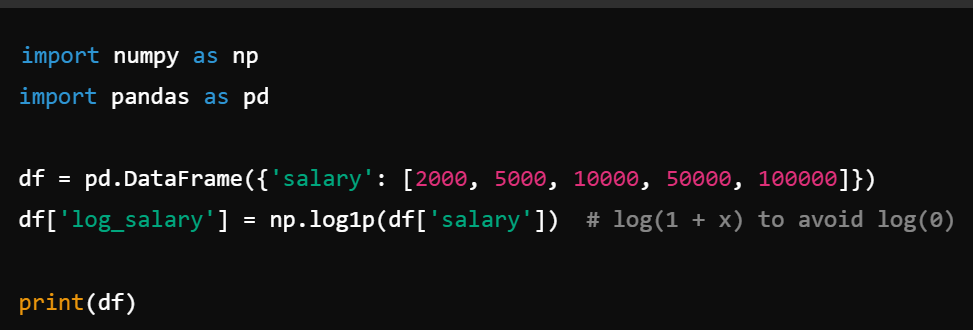 import numpy as np
import pandas as pd
df = pd.DataFrame({'salary': [2000, 5000, 10000, 50000, 100000]})
df['log_salary'] = np.log1p(df['salary'])  # log(1 + x) to avoid log(0)
print(df)